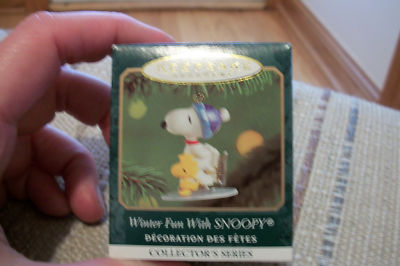 Winter Fun With SNOOPY®
DÉCORATION DES FÊTES
COLLECTOR'S SERIES